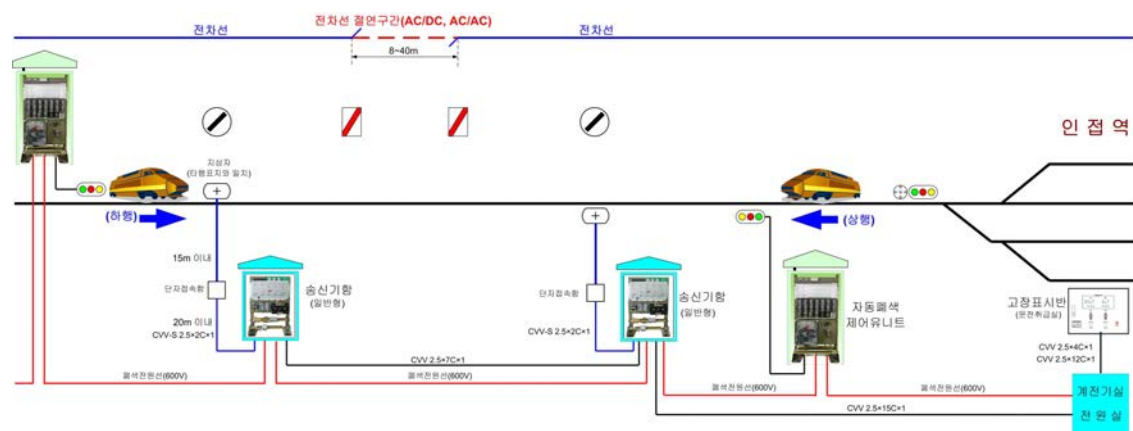 전차선 절연구간(AC/DC, AC/AC)
전차선
전차선
8~40m
인 접 역
지상자
(타행표지와 일치)
(하행)
(상행)
15m 이내
단자접속함
20m 이내
CVV-S 2.5×2C×1
송신기함
(일반형)
단자접속함
CVV-S 2.5×2C×1
송신기함
(일반형)
자동폐색
제어유니트
고장표시반
(운전취급실)
CVV 2.5×4C×1
CVV 2.5×12C×1
CVV 2.5×7C×1
폐색전원선(600V)
폐색전원선(600V)
폐색전원선(600V)
폐색전원선(600V)
CVV 2.5×15C×1
계전기실
전 원 실